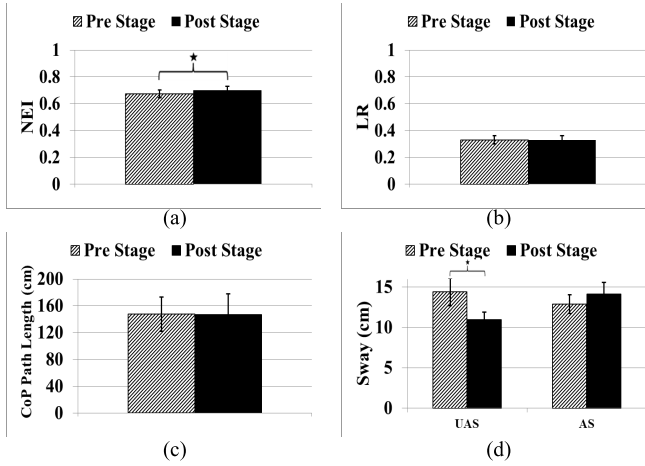 Pre Stage Post Stage
1
0.8
0.6
0.4
0.2
0
NEI
(a)
Pre Stage Post Stage
1
0.8
0.6
0.4
0.2
0
LR
(b)
Pre Stage Post Stage
200
160
120
80
40
0
CoP Path Length (cm)
(c)
Pre Stage Post Stage
15
10
5
0
Sway (cm)
UAS AS
(d)